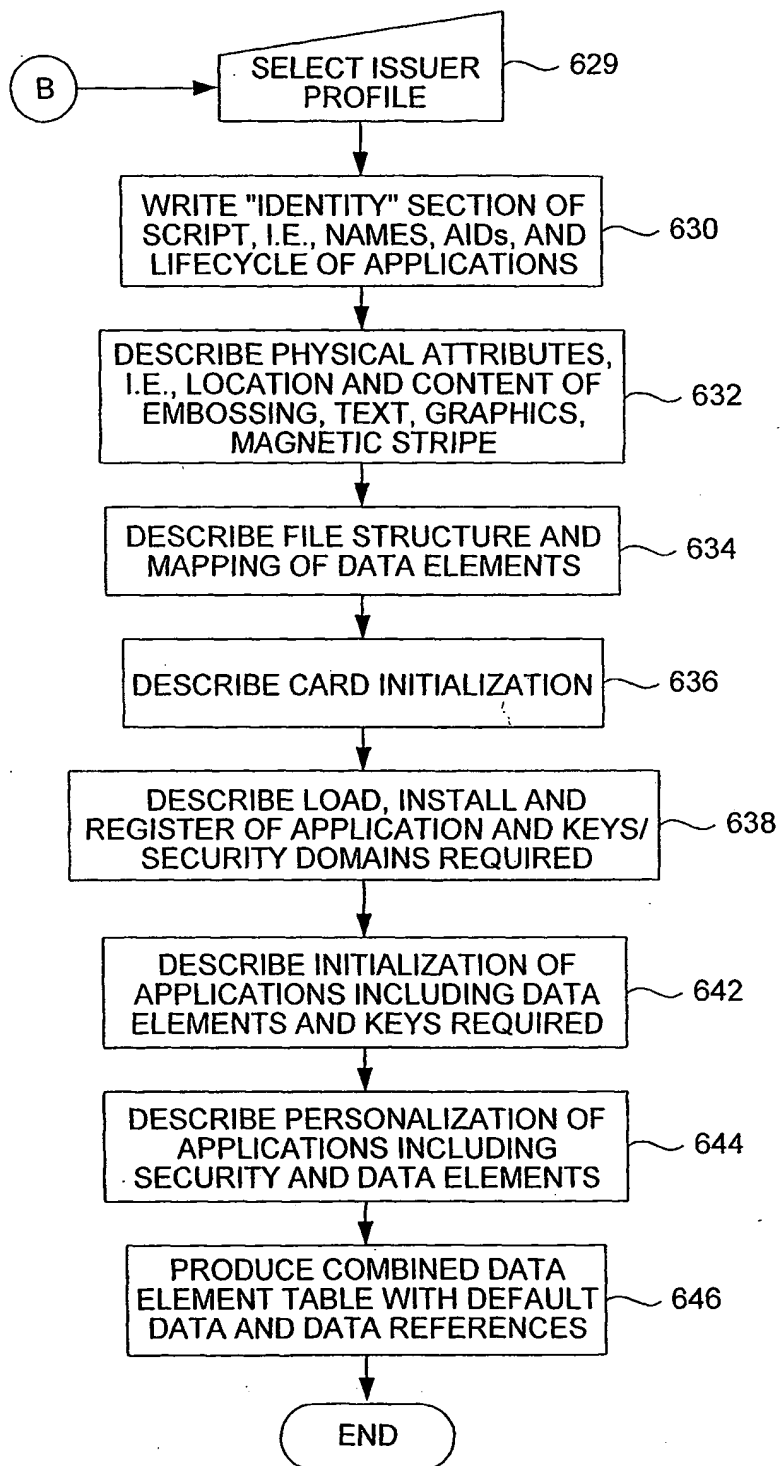 B
SELECT ISSUER
PROFILE
629
WRITE "IDENTITY" SECTION OF
SCRIPT, I.E., NAMES, AIDs, AND
LIFECYCLE OF APPLICATIONS
630
DESCRIBE PHYSICAL ATTRIBUTES,
I.E., LOCATION AND CONTENT OF
EMBOSSING, TEXT, GRAPHICS,
MAGNETIC STRIPE
632
DESCRIBE FILE STRUCTURE AND
MAPPING OF DATA ELEMENTS
634
DESCRIBE CARD INITIALIZATION
636
DESCRIBE LOAD, INSTALL AND
REGISTER OF APPLICATION AND KEYS/
SECURITY DOMAINS REQUIRED
638
DESCRIBE INITIALIZATION OF
APPLICATIONS INCLUDING DATA
ELEMENTS AND KEYS REQUIRED
642
DESCRIBE PERSONALIZATION OF
APPLICATIONS INCLUDING
SECURITY AND DATA ELEMENTS
644
PRODUCE COMBINED DATA
ELEMENT TABLE WITH DEFAULT
DATA AND DATA REFERENCES
646
END